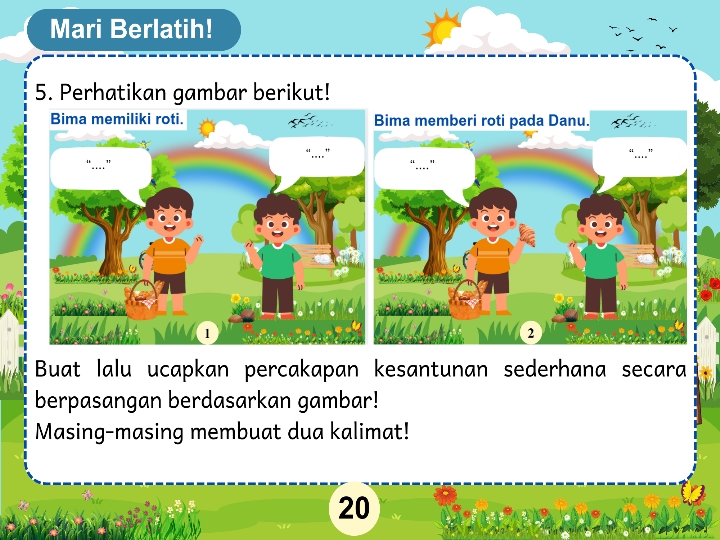 Mari Berlatih!
5. Perhatikan gambar berikut!
Bima memiliki roti.
“....”
“....”
1
Bima memberi roti pada Danu.
“....”
“....”
2
Buat lalu ucapkan percakapan kesantunan sederhana secara
berpasangan berdasarkan gambar!
Masing-masing membuat dua kalimat!
20